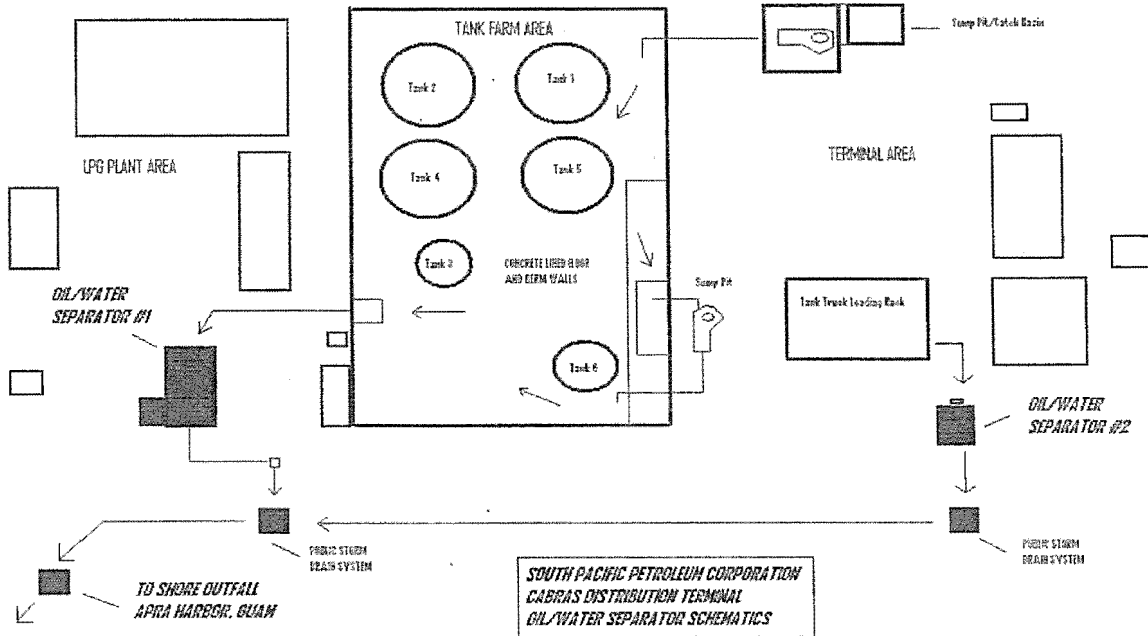 TANK FARM AREA
Sump Pit/Catch Basin
Tank 2
Tank 1
LPG PLANT AREA
TERMINAL AREA
Tank 4
Tank 5
Tank 3
CONCRETE LINED FLOOR
AND BERM WALLS
Sump Pit
OIL/WATER
SEPARATOR #1
Tank Truck Loading Rack
Tank 6
OIL/WATER
SEPARATOR #2
PUBLIC STORM
DRAIN SYSTEM
PUBLIC STORM
DRAIN SYSTEM
TO SHORE OUTFALL
APRA HARBOR, GUAM
SOUTH PACIFIC PETROLEUM CORPORATION
CABRAS DISTRIBUTION TERMINAL
OIL/WATER SEPARATOR SCHEMATICS